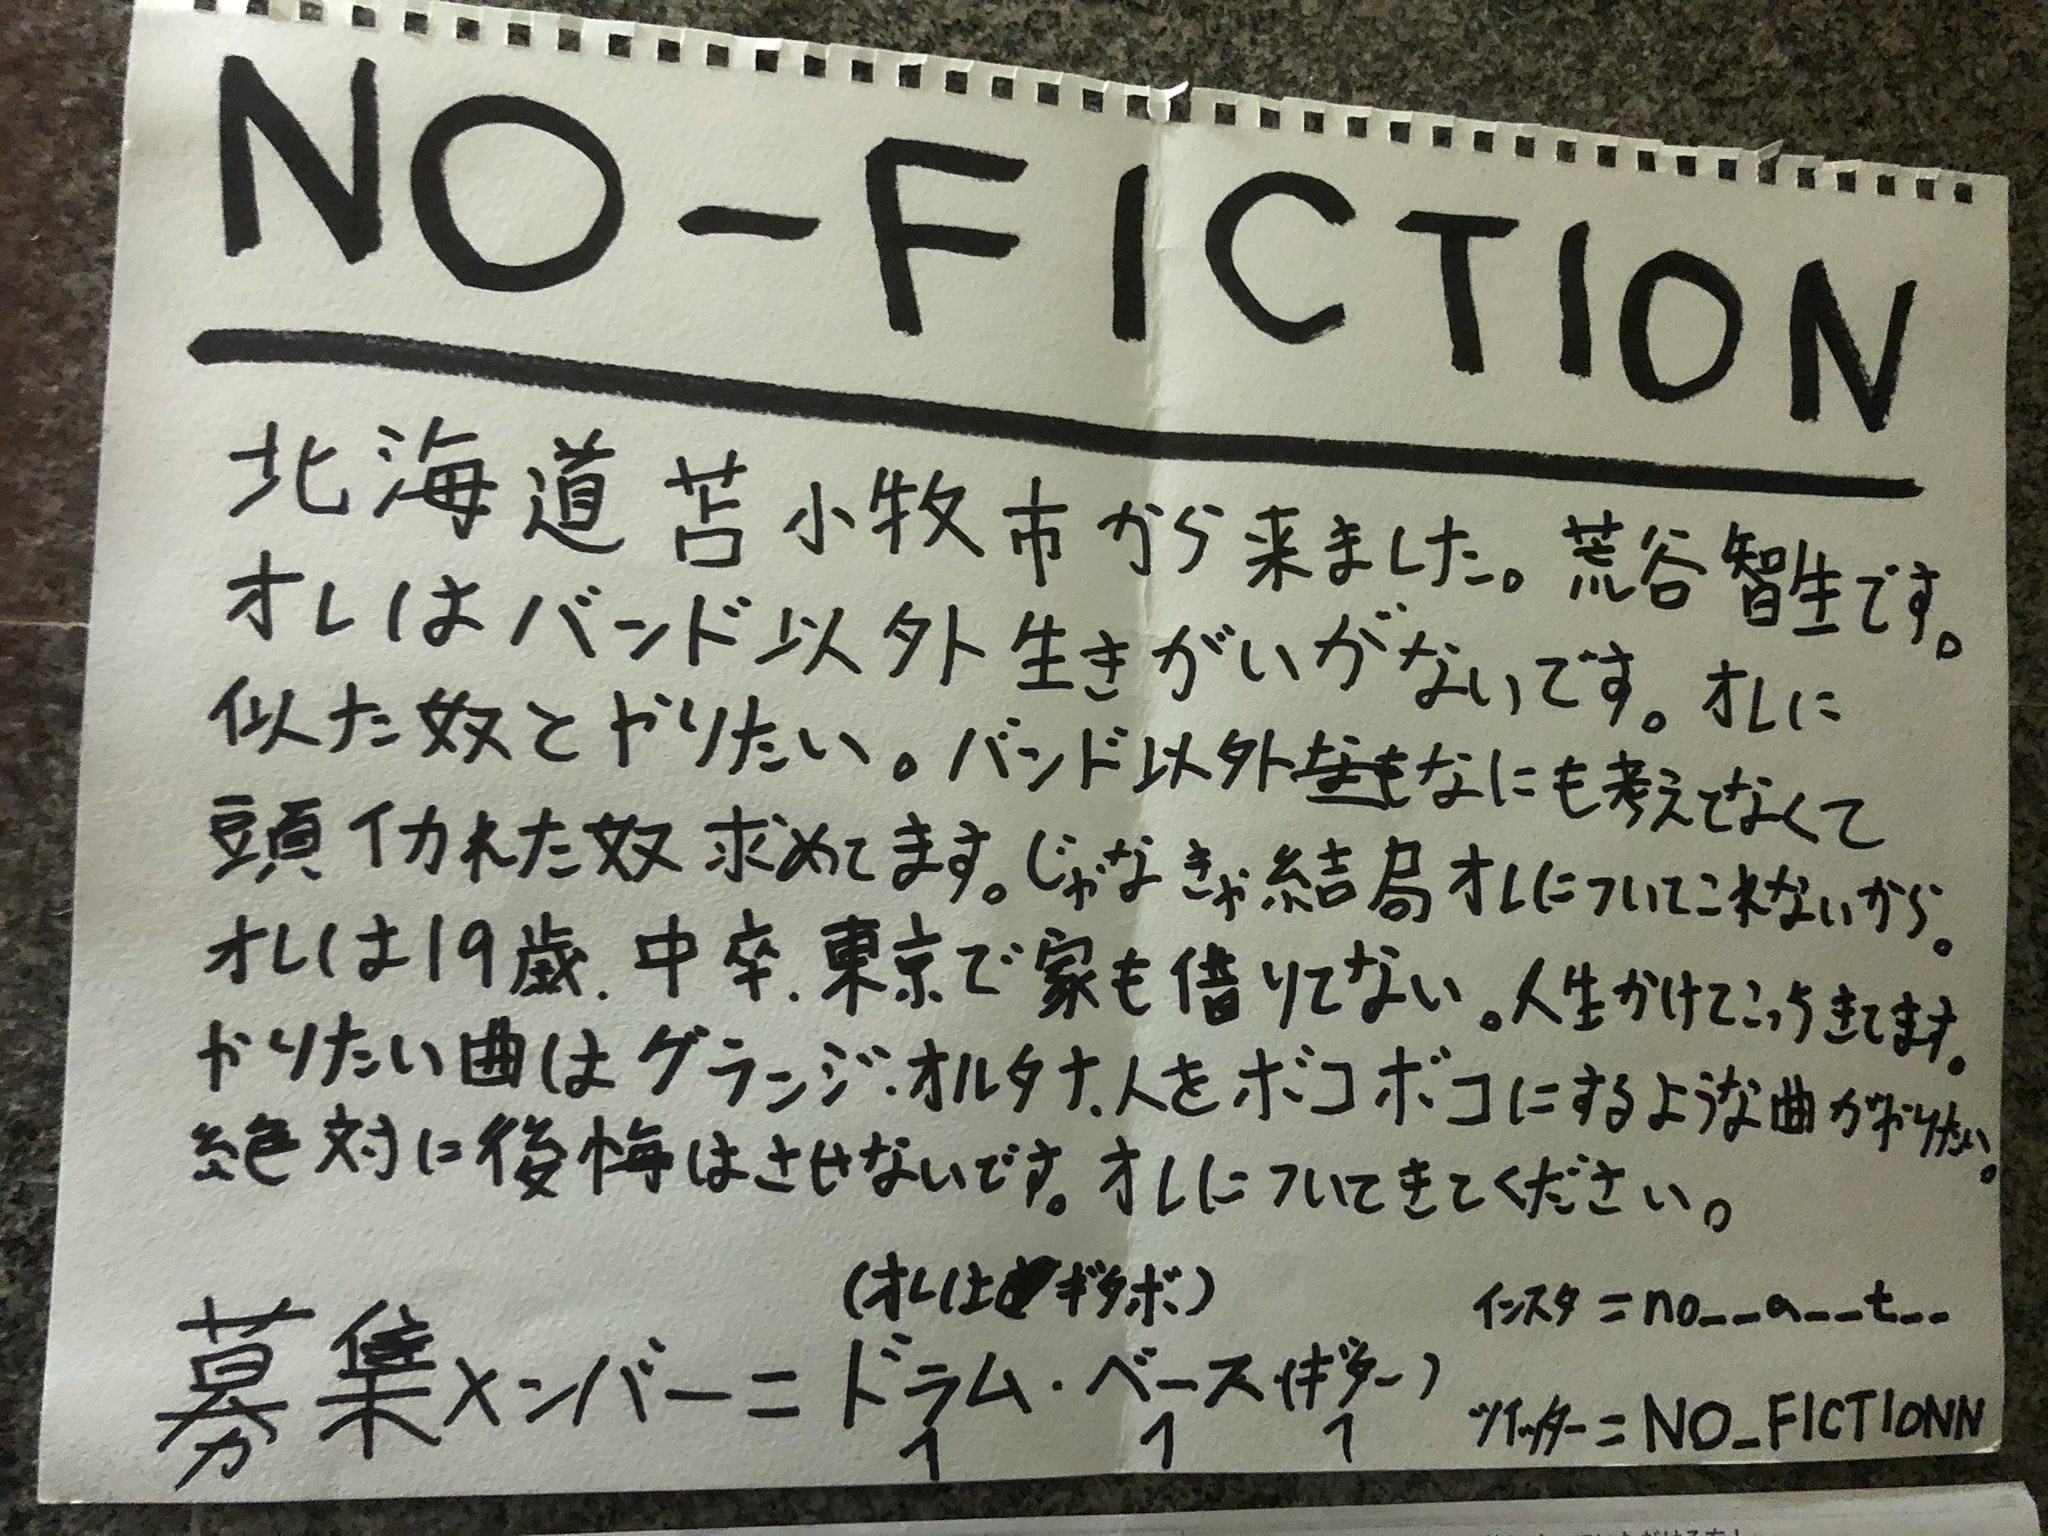 NO-FICTION
北海道苫小牧市から来ました。荒谷智生です。
オレはバンド以外生きがいがないです。オレに
似た奴とやりたい。バンド以外なにも考えてなくて
頭イカれた奴求めてます。じゃなきゃ結局オレについてこれないから。
オレは19歳.中卒.東京で家も借りてない。人生かけてこっちきてます。
やりたい曲はグランジ.オルタナ、人をボコボコにするような曲がやりたい。
絶対に後悔はさせないです。オレについてきてください。
(オレはギタボ)
募集メンバー=ドラム・ベース(ギター)
1 1 1
インスタ=no__a__t__
ツイッター=NO_FICTIONN